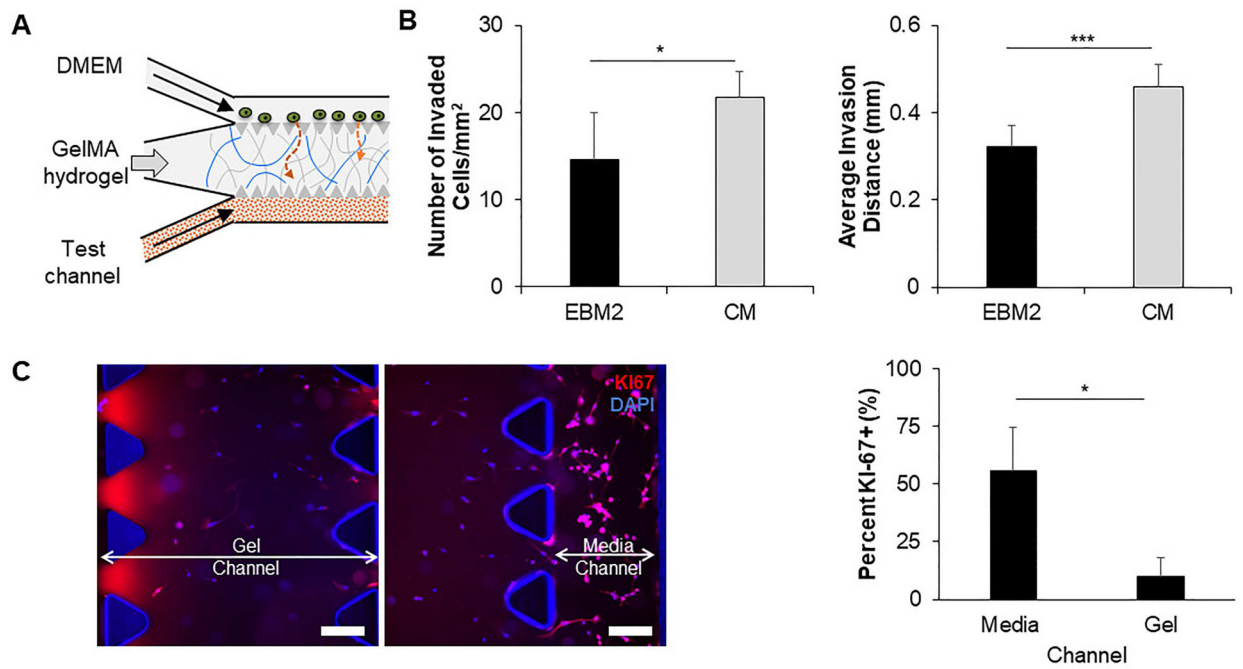 A
DMEM
GelMA
hydrogel
Test
channel
B
Number of Invaded
Cells/mm²
30
20
10
0
*
EBM2
CM
Average Invasion
Distance (mm)
0.6
0.4
0.2
0
***
EBM2
CM
C
Gel
Channel
KI67
DAPI
Media
Channel
Percent KI-67+ (%)
100
75
50
25
0
*
Media
Gel
Channel